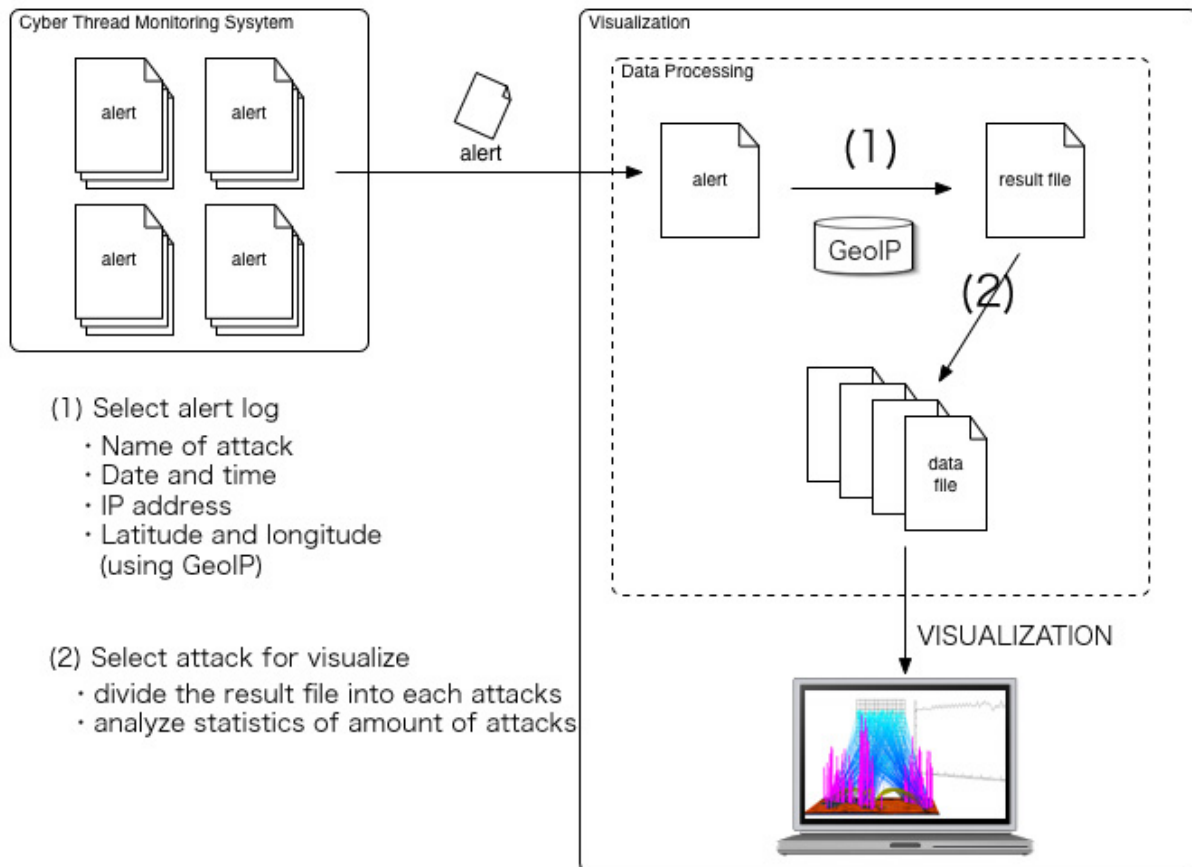 Cyber Thread Monitoring Sysytem
alert
alert
alert
alert
alert
Visualization
Data Processing
alert
(1)
GeoIP
result file
(2)
data
file
VISUALIZATION
(1) Select alert log
・Name of attack
・Date and time
・IP address
・Latitude and longitude
(using GeoIP)
(2) Select attack for visualize
・divide the result file into each attacks
・analyze statistics of amount of attacks